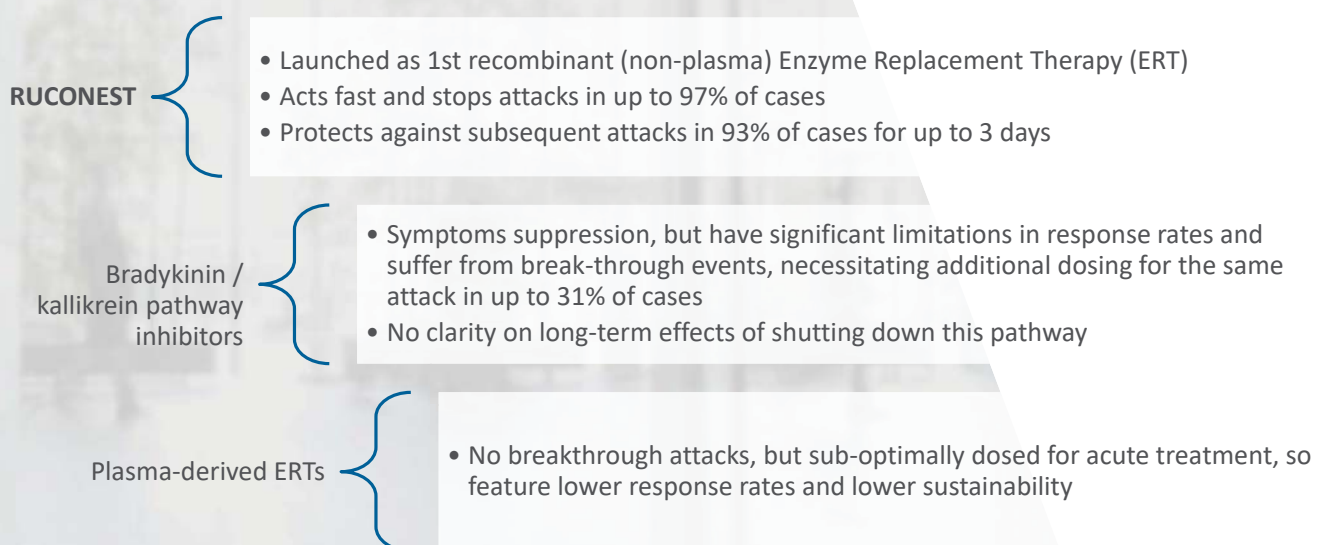 RUCONEST
• Launched as 1st recombinant (non-plasma) Enzyme Replacement Therapy (ERT)
• Acts fast and stops attacks in up to 97% of cases
• Protects against subsequent attacks in 93% of cases for up to 3 days
Bradykinin /
kallikrein pathway
inhibitors
• Symptoms suppression, but have significant limitations in response rates and
suffer from break-through events, necessitating additional dosing for the same
attack in up to 31% of cases
• No clarity on long-term effects of shutting down this pathway
Plasma-derived ERTs
• No breakthrough attacks, but sub-optimally dosed for acute treatment, so
feature lower response rates and lower sustainability